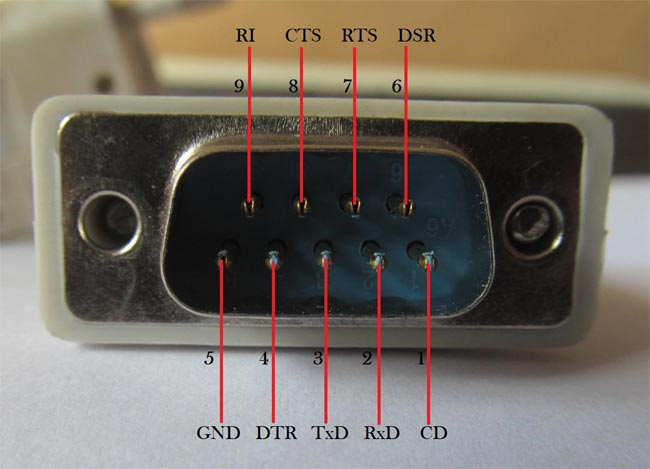 RI CTS RTS DSR
9 8 7 6
5 4 3 2 1
GND DTR TxD RxD CD